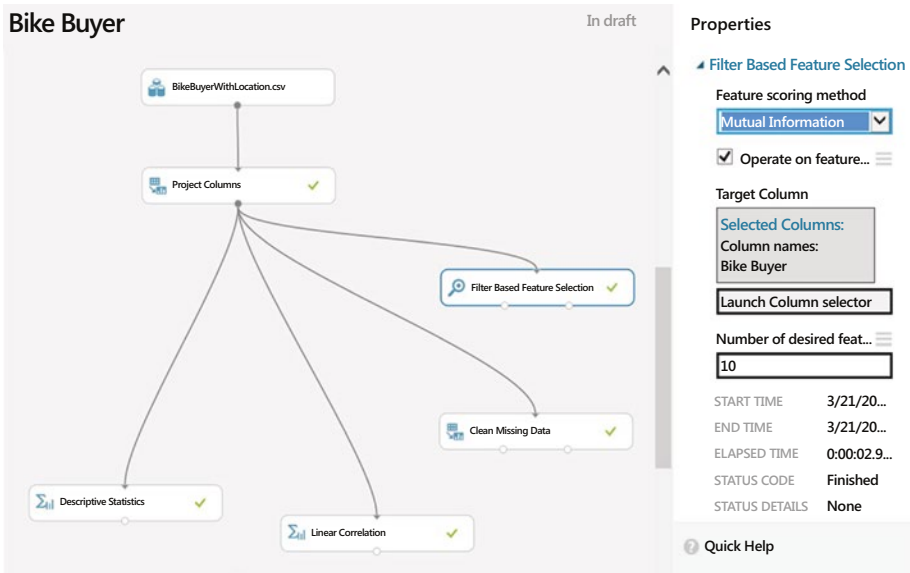 Bike Buyer
In draft
BikeBuyerWithLocation.csv
Project Columns
Filter Based Feature Selection
Clean Missing Data
Descriptive Statistics
Linear Correlation
Properties
Filter Based Feature Selection
Feature scoring method
Mutual Information
Operate on feature...
Target Column
Selected Columns:
Column names:
Bike Buyer
Launch Column selector
Number of desired feat...
10
START TIME 3/21/20...
END TIME 3/21/20...
ELAPSED TIME 0:00:02.9...
STATUS CODE Finished
STATUS DETAILS None
Quick Help